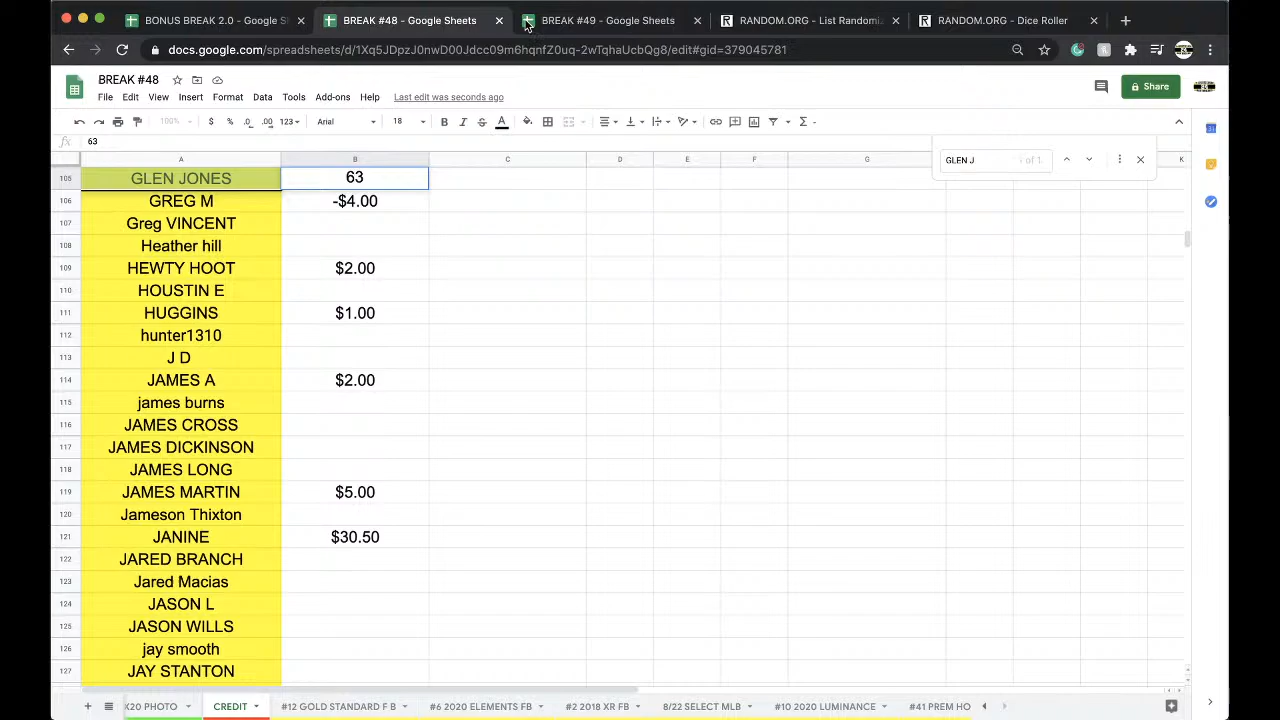 BONUS BREAK 2.0 - Google S
BREAK #48 - Google Sheets
BREAK #49 - Google Sheets
RANDOM.ORG - List Randomi
RANDOM.ORG - Dice Roller
docs.google.com/spreadsheets/d/1Xq5JDpzJ0nwD00Jdcc09m6hqnfZ0uq-2wTqhaUcbQg8/edit#gid=379045781
BREAK #48
File Edit View Insert Format Data Tools Add-ons Help Last edit was seconds ago
Share
100% $ % .0 .00 123 Arial 18 B I S A
fx 63
GLEN J
A B C D E F G K
105 GLEN JONES 63
106 GREG M -$4.00
107 Greg VINCENT
108 Heather hill
109 HEWTY HOOT $2.00
110 HOUSTIN E
111 HUGGINS $1.00
112 hunter1310
113 J D
114 JAMES A $2.00
115 james burns
116 JAMES CROSS
117 JAMES DICKINSON
118 JAMES LONG
119 JAMES MARTIN $5.00
120 Jameson Thixton
121 JANINE $30.50
122 JARED BRANCH
123 Jared Macias
124 JASON L
125 JASON WILLS
126 jay smooth
127 JAY STANTON
X20 PHOTO CREDIT #12 GOLD STANDARD F B #6 2020 ELEMENTS FB #2 2018 XR FB 8/22 SELECT MLB #10 2020 LUMINANCE #41 PREM HO